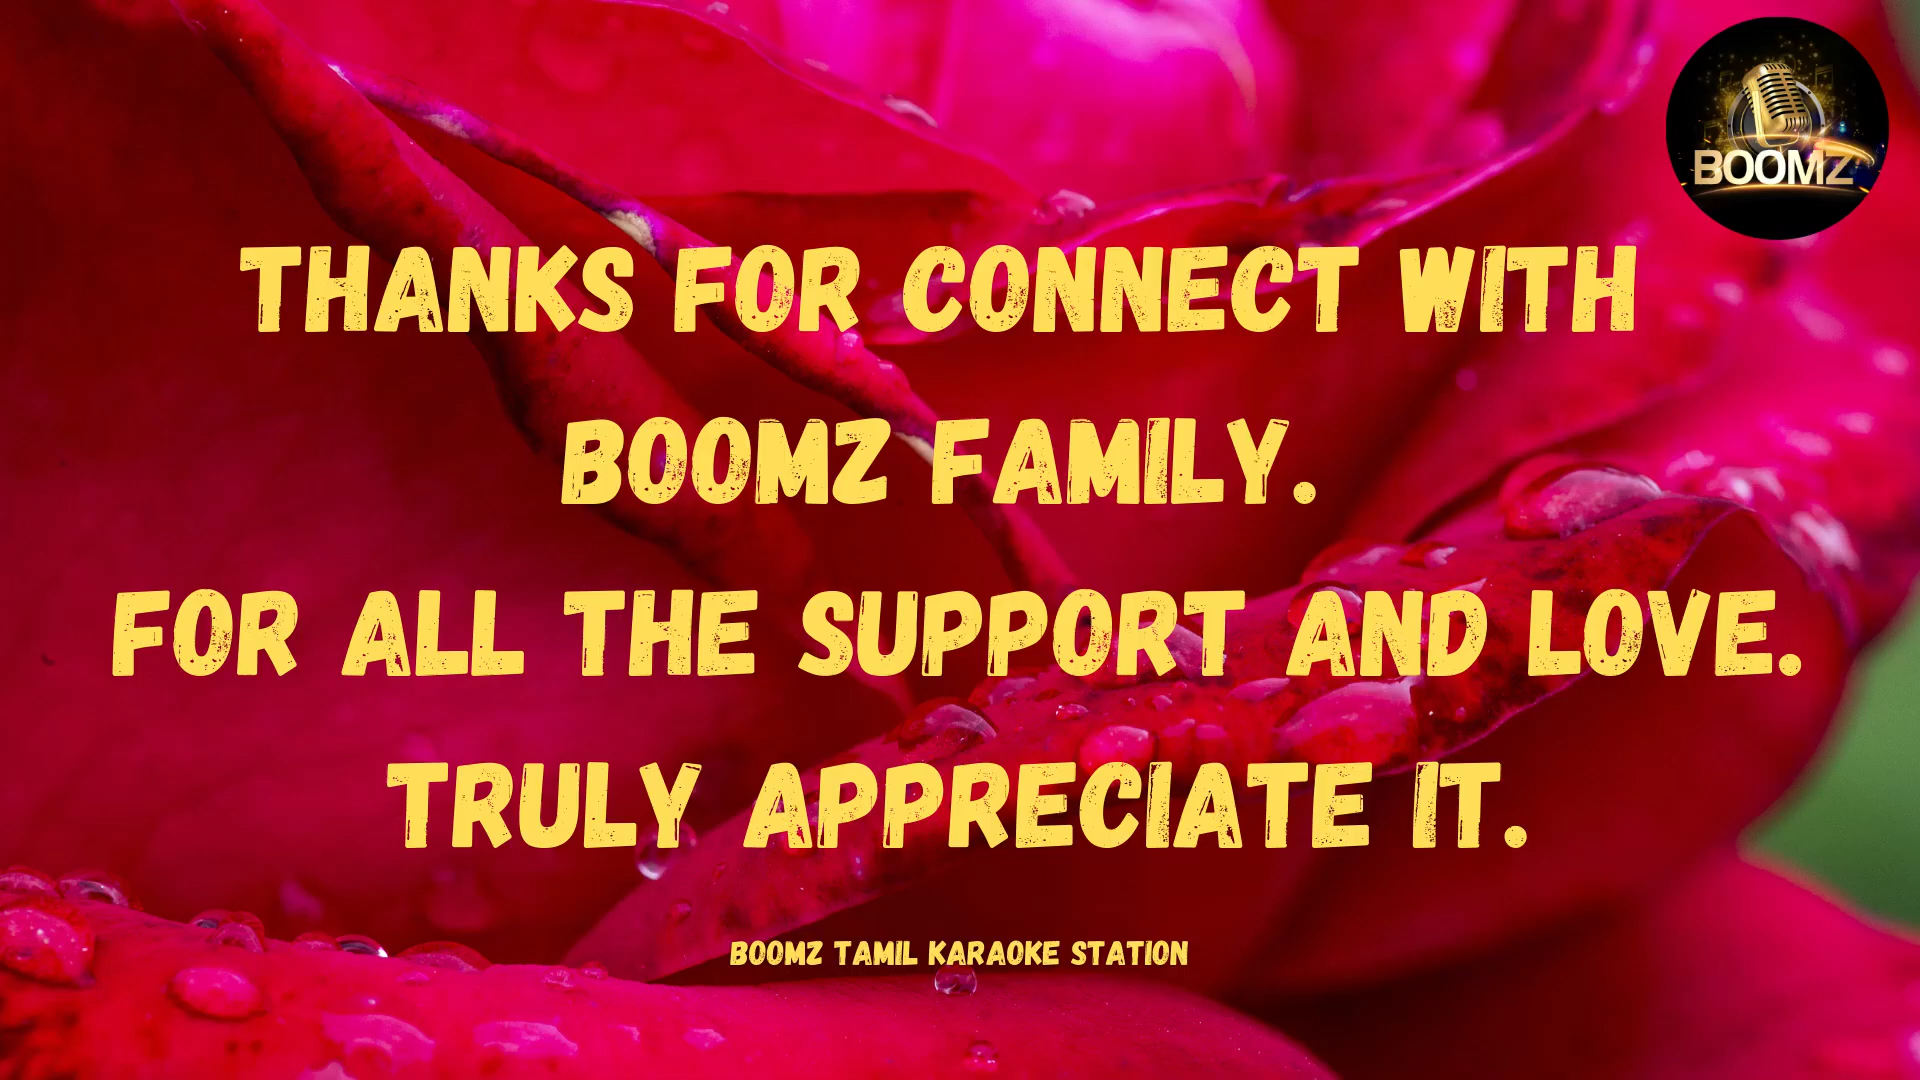 BOOMZ
THANKS FOR CONNECT WITH
BOOMZ FAMILY.
FOR ALL THE SUPPORT AND LOVE.
TRULY APPRECIATE IT.
BOOMZ TAMIL KARAOKE STATION